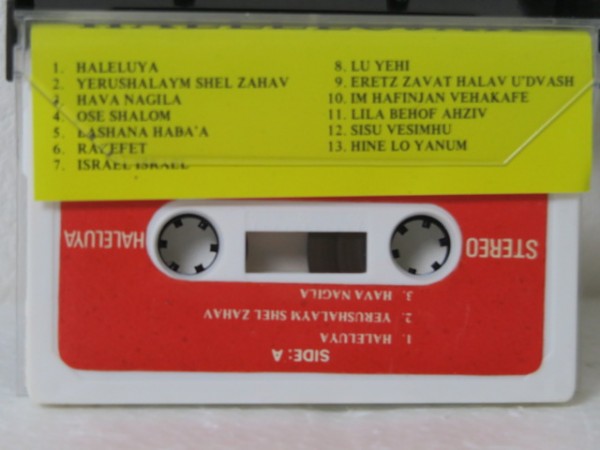 1. HALELUYA
2. YERUSHALAYM SHEL ZAHAV
3. HAVA NAGILA
4. OSE SHALOM
5. LASHANA HABA'A
6. RAKEFET
7. ISRAEL ISRAEL
8. LU YEHI
9. ERETZ ZAVAT HALAV U'DVASH
10. IM HAFINJAN VEHAKAFE
11. LILA BEHOF AHZIV
12. SISU VESIMHU
13. HINE LO YANUM
STEREO
HALELUYA
SIDE: A
1. HALELUYA
2. YERUSHALAYM SHEL ZAHAV
3. HAVA NAGILA